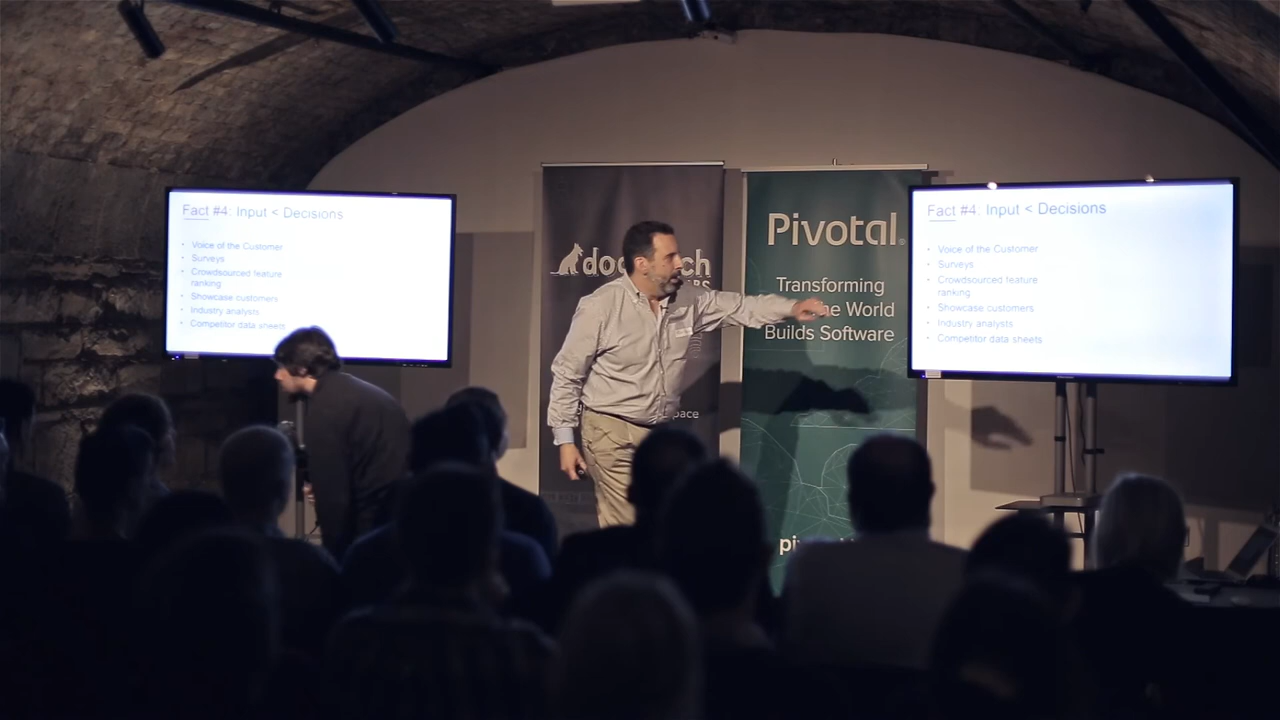 Fact #4: Input < Decisions
• Voice of the Customer
• Surveys
• Crowdsourced feature
ranking
• Showcase customers
• Industry analysts
• Competitor data sheets
Pivotal
Transforming
World
Builds Software
Fact #4. Input < Decisions
• Voice of the Customer
• Surveys
• Crowdsourced feature
ranking
• Showcase customers
• Industry analysts
• Competitor data sheets